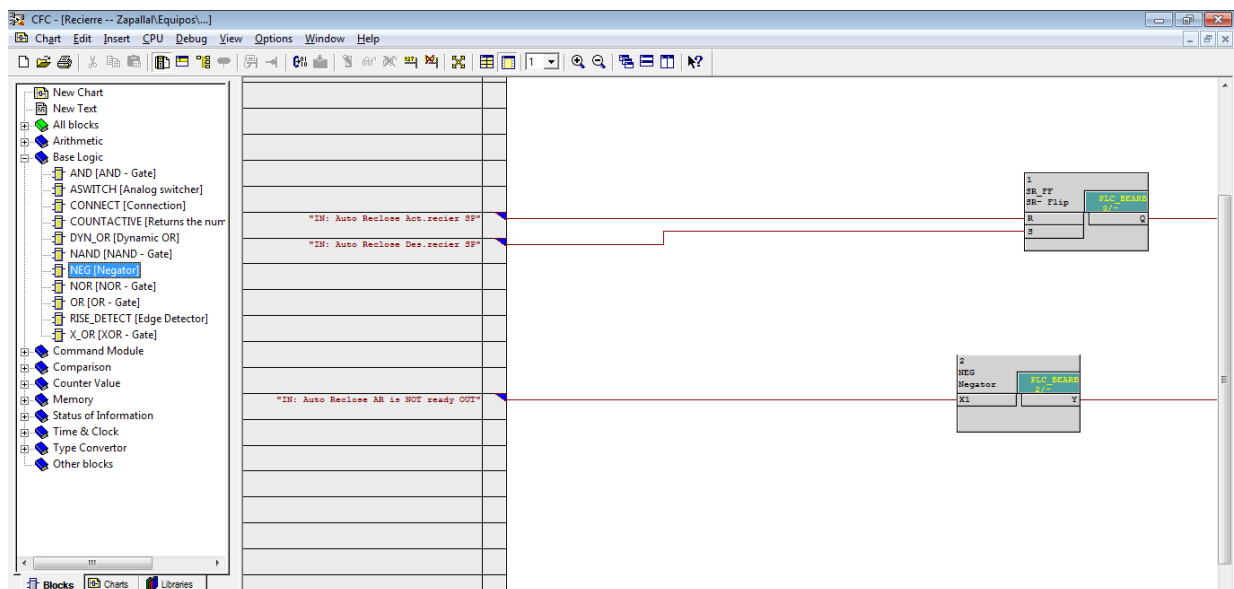 CFC - [Recierre -- Zapallal\Equipos\...]
Chart Edit Insert CPU Debug View Options Window Help
1
New Chart
New Text
All blocks
Arithmetic
Base Logic
AND [AND - Gate]
ASWITCH [Analog switcher]
CONNECT [Connection]
COUNTACTIVE [Returns the num
DYN_OR [Dynamic OR]
NAND [NAND - Gate]
NEG [Negator]
NOR [NOR - Gate]
OR [OR - Gate]
RISE_DETECT [Edge Detector]
X_OR [XOR - Gate]
Command Module
Comparison
Counter Value
Memory
Status of Information
Time & Clock
Type Convertor
Other blocks
Blocks Charts Libraries
"IN: Auto Reclose Act.recier SP"
"IN: Auto Reclose Des.recier SP"
"IN: Auto Reclose AR is NOT ready OUT"
1
SR_FF
SR- Flip
PLC_BEARB
3/-
R Q
S
2
NEG
Negator
PLC_BEARB
2/-
X1 Y